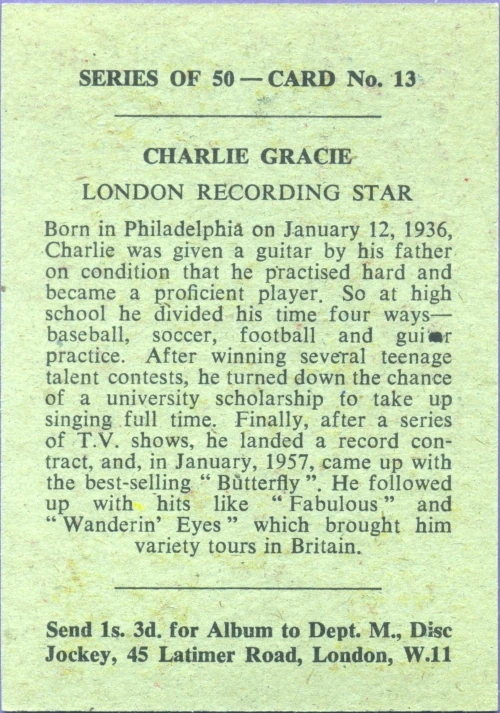 SERIES OF 50 — CARD No. 13
CHARLIE GRACIE
LONDON RECORDING STAR
Born in Philadelphia on January 12, 1936,
Charlie was given a guitar by his father
on condition that he practised hard and
became a proficient player. So at high
school he divided his time four ways—
baseball, soccer, football and guitar
practice. After winning several teenage
talent contests, he turned down the chance
of a university scholarship to take up
singing full time. Finally, after a series
of T.V. shows, he landed a record con-
tract, and, in January, 1957, came up with
the best-selling “ Butterfly ”. He followed
up with hits like “ Fabulous ” and
“ Wanderin’ Eyes ” which brought him
variety tours in Britain.
Send 1s. 3d. for Album to Dept. M., Disc
Jockey, 45 Latimer Road, London, W.11